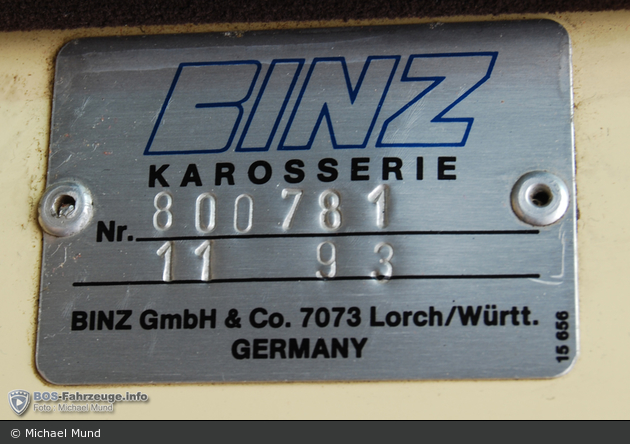 BINZ
KAROSSERIE
Nr. 800781
11 93
BINZ GmbH & Co. 7073 Lorch/Württ.
GERMANY
15 656
BOS-Fahrzeuge.info
Foto: Michael Mund
© Michael Mund